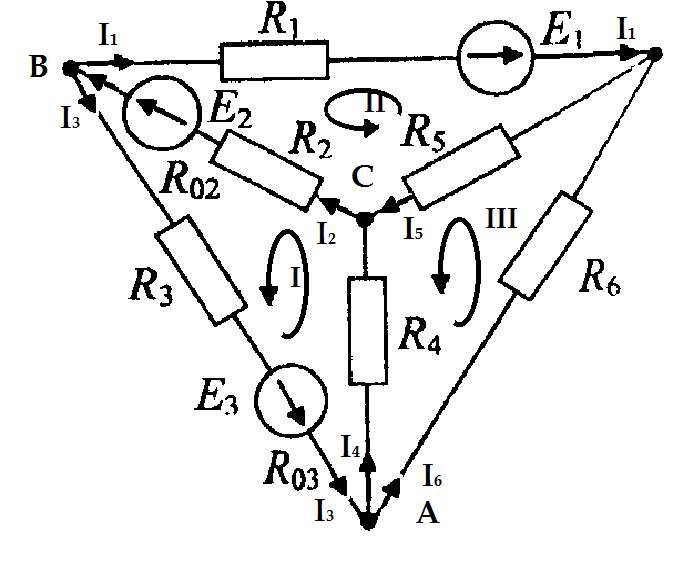 I₁ R₁ E₁ I₁
B
I₃ E₂ II
R₂ R₅
R₀₂ C
I₂ I₅ III
R₃ I R₆
R₄
E₃
I₄
R₀₃ I₆
I₃ A